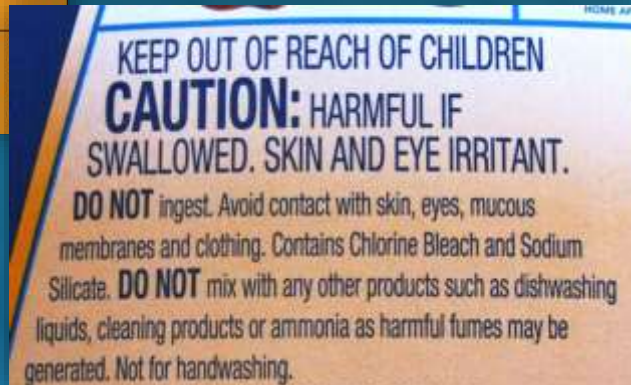 HOME AP
KEEP OUT OF REACH OF CHILDREN
CAUTION: HARMFUL IF
SWALLOWED. SKIN AND EYE IRRITANT.
DO NOT ingest. Avoid contact with skin, eyes, mucous
membranes and clothing. Contains Chlorine Bleach and Sodium
Silicate. DO NOT mix with any other products such as dishwashing
liquids, cleaning products or ammonia as harmful fumes may be
generated. Not for handwashing.